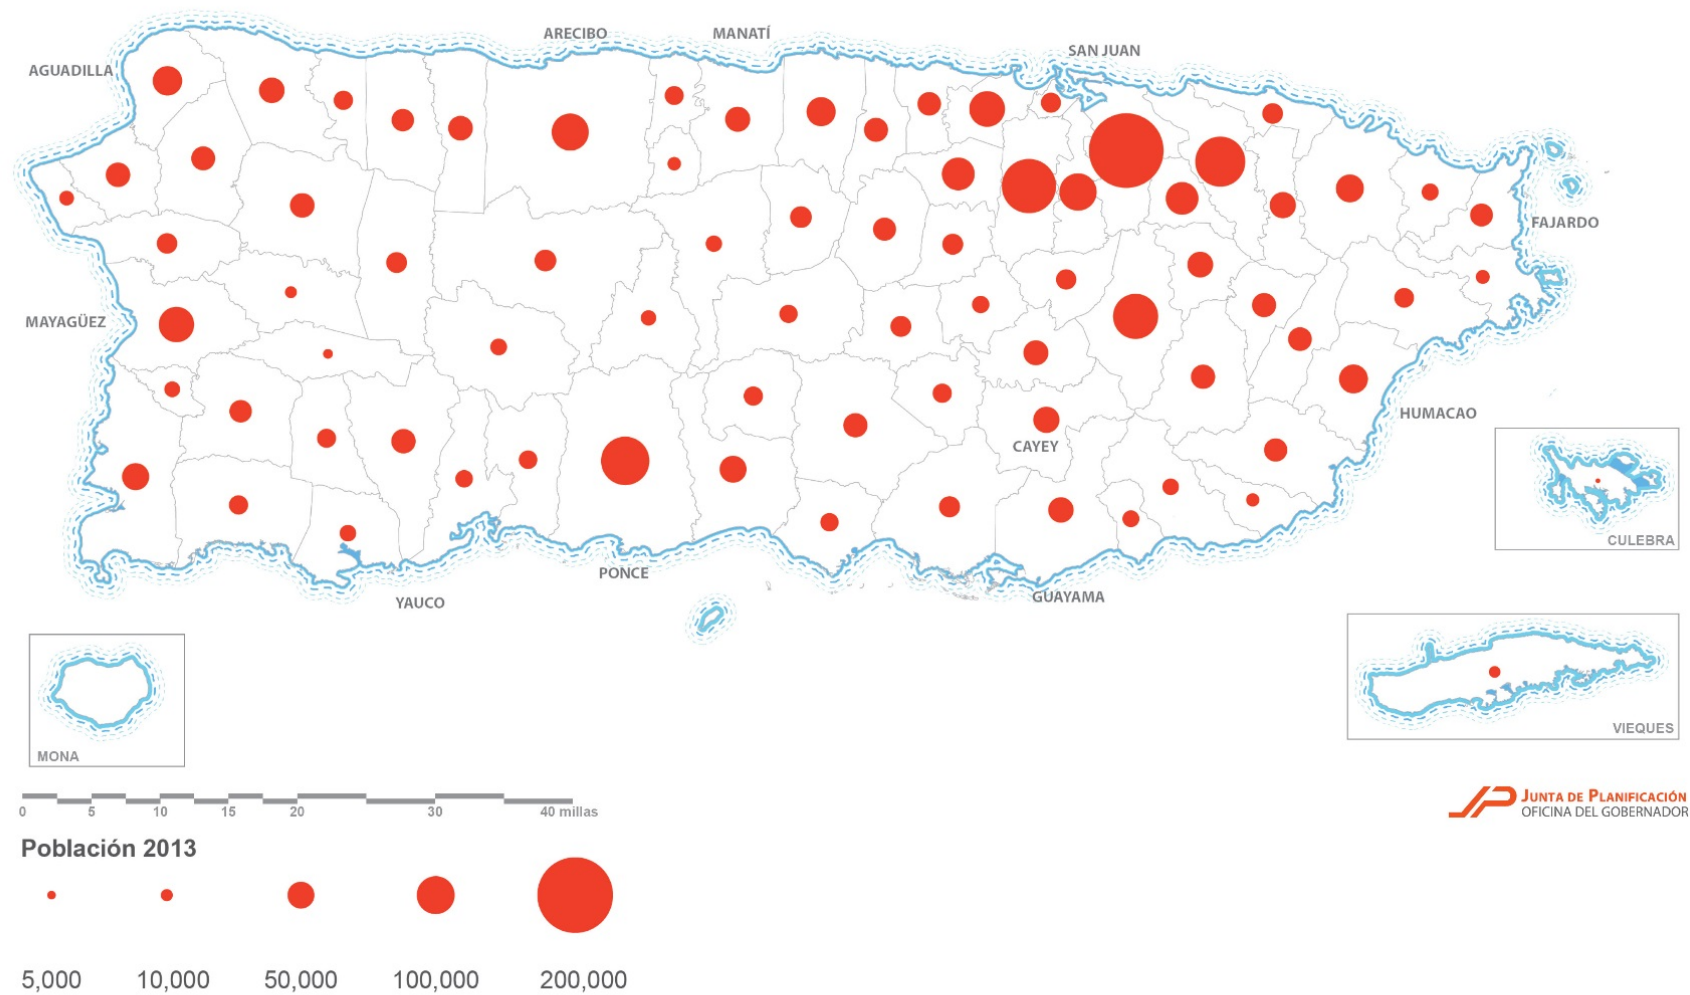 ARECIBO
MANATÍ
SAN JUAN
AGUADILLA
FAJARDO
MAYAGÜEZ
HUMACAO
CAYEY
CULEBRA
PONCE
GUAYAMA
YAUCO
VIEQUES
MONA
0 5 10 15 20 30 40 millas
JUNTA DE PLANIFICACIÓN
OFICINA DEL GOBERNADOR
Población 2013
5,000 10,000 50,000 100,000 200,000